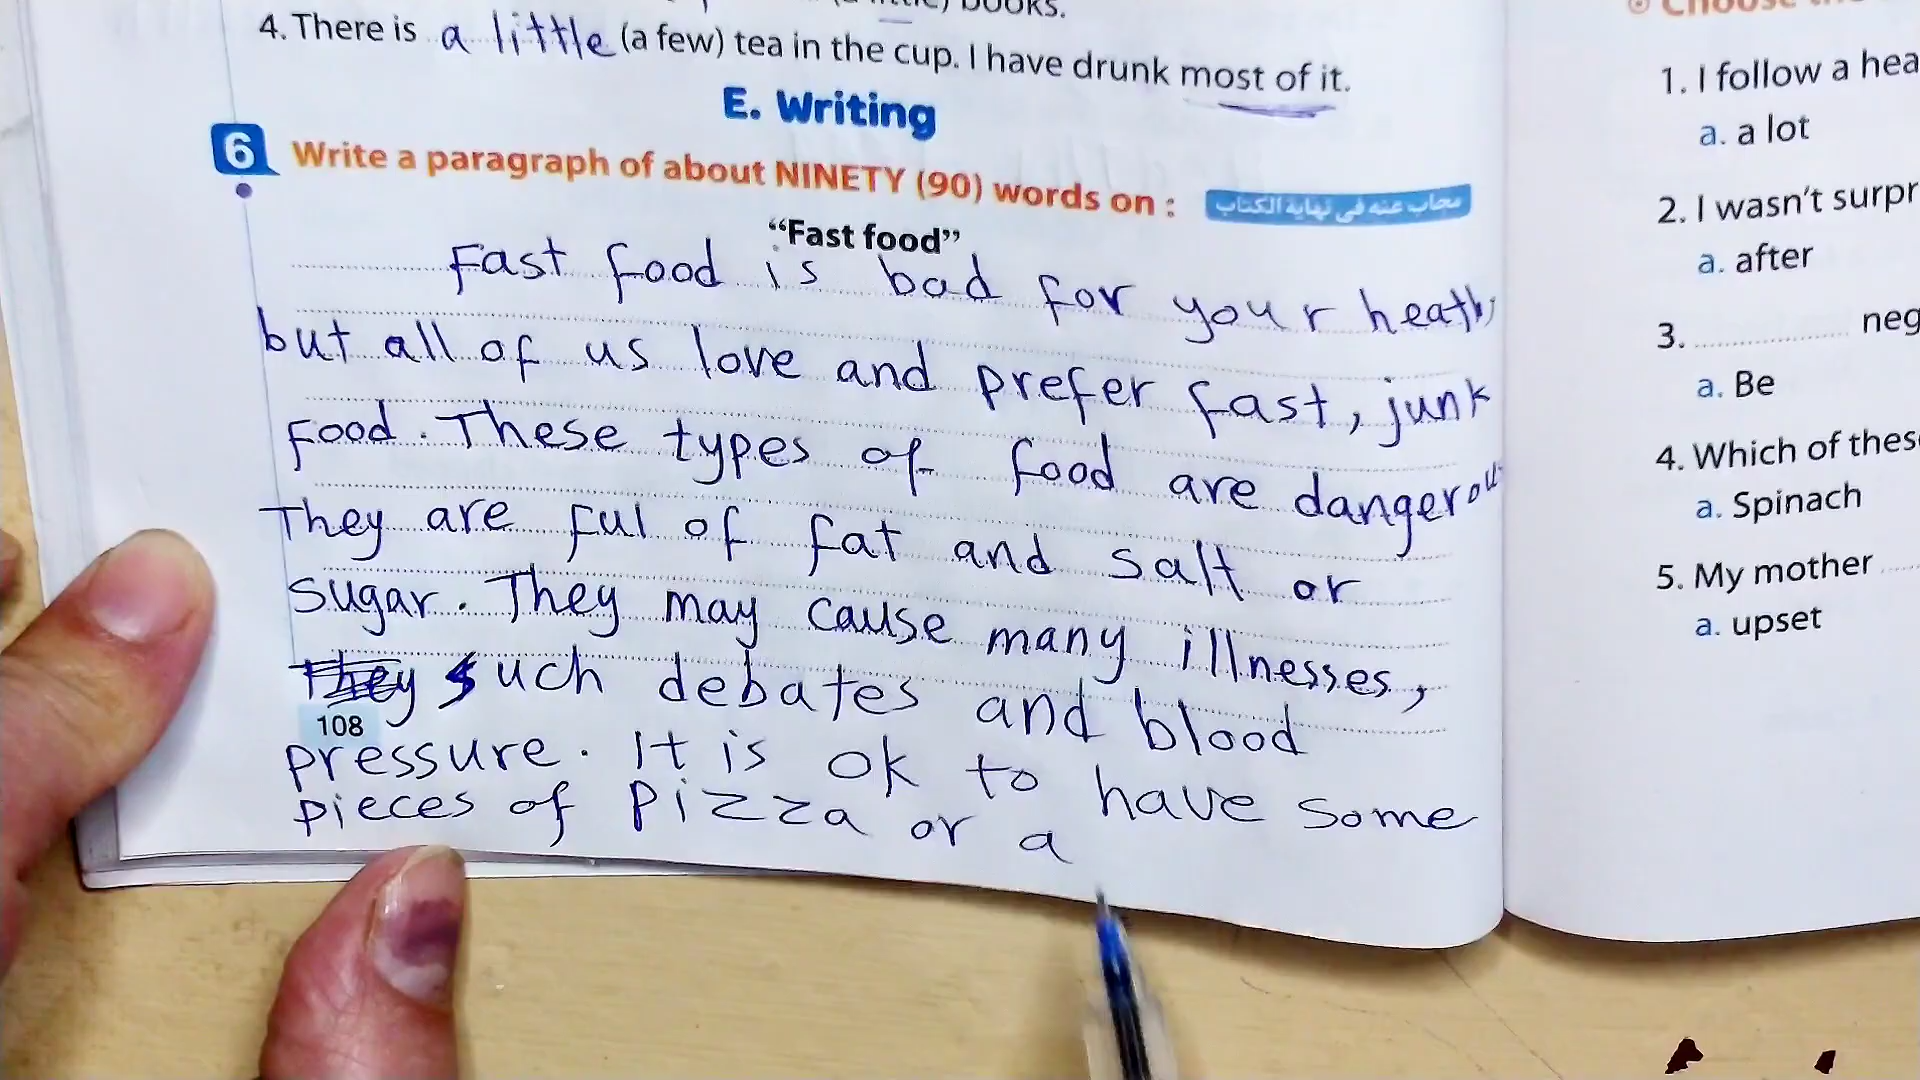 books.
4. There is a little (a few) tea in the cup. I have drunk most of it.
E. Writing
6 Write a paragraph of about NINETY (90) words on :
مجاب عنه في نهاية الكتاب
“Fast food”
Fast food is bad for your heath,
but all of us love and prefer fast, junk
food. These types of food are dangerou
They are ful of fat and salt or
sugar. They may cause many illnesses,
They such debates and blood
108
pressure. It is ok to have some
pieces of pizza or a
Choose the
1. I follow a hea
a. a lot
2. I wasn’t surpr
a. after
3. .................. neg
a. Be
4. Which of these
a. Spinach
5. My mother ......
a. upset